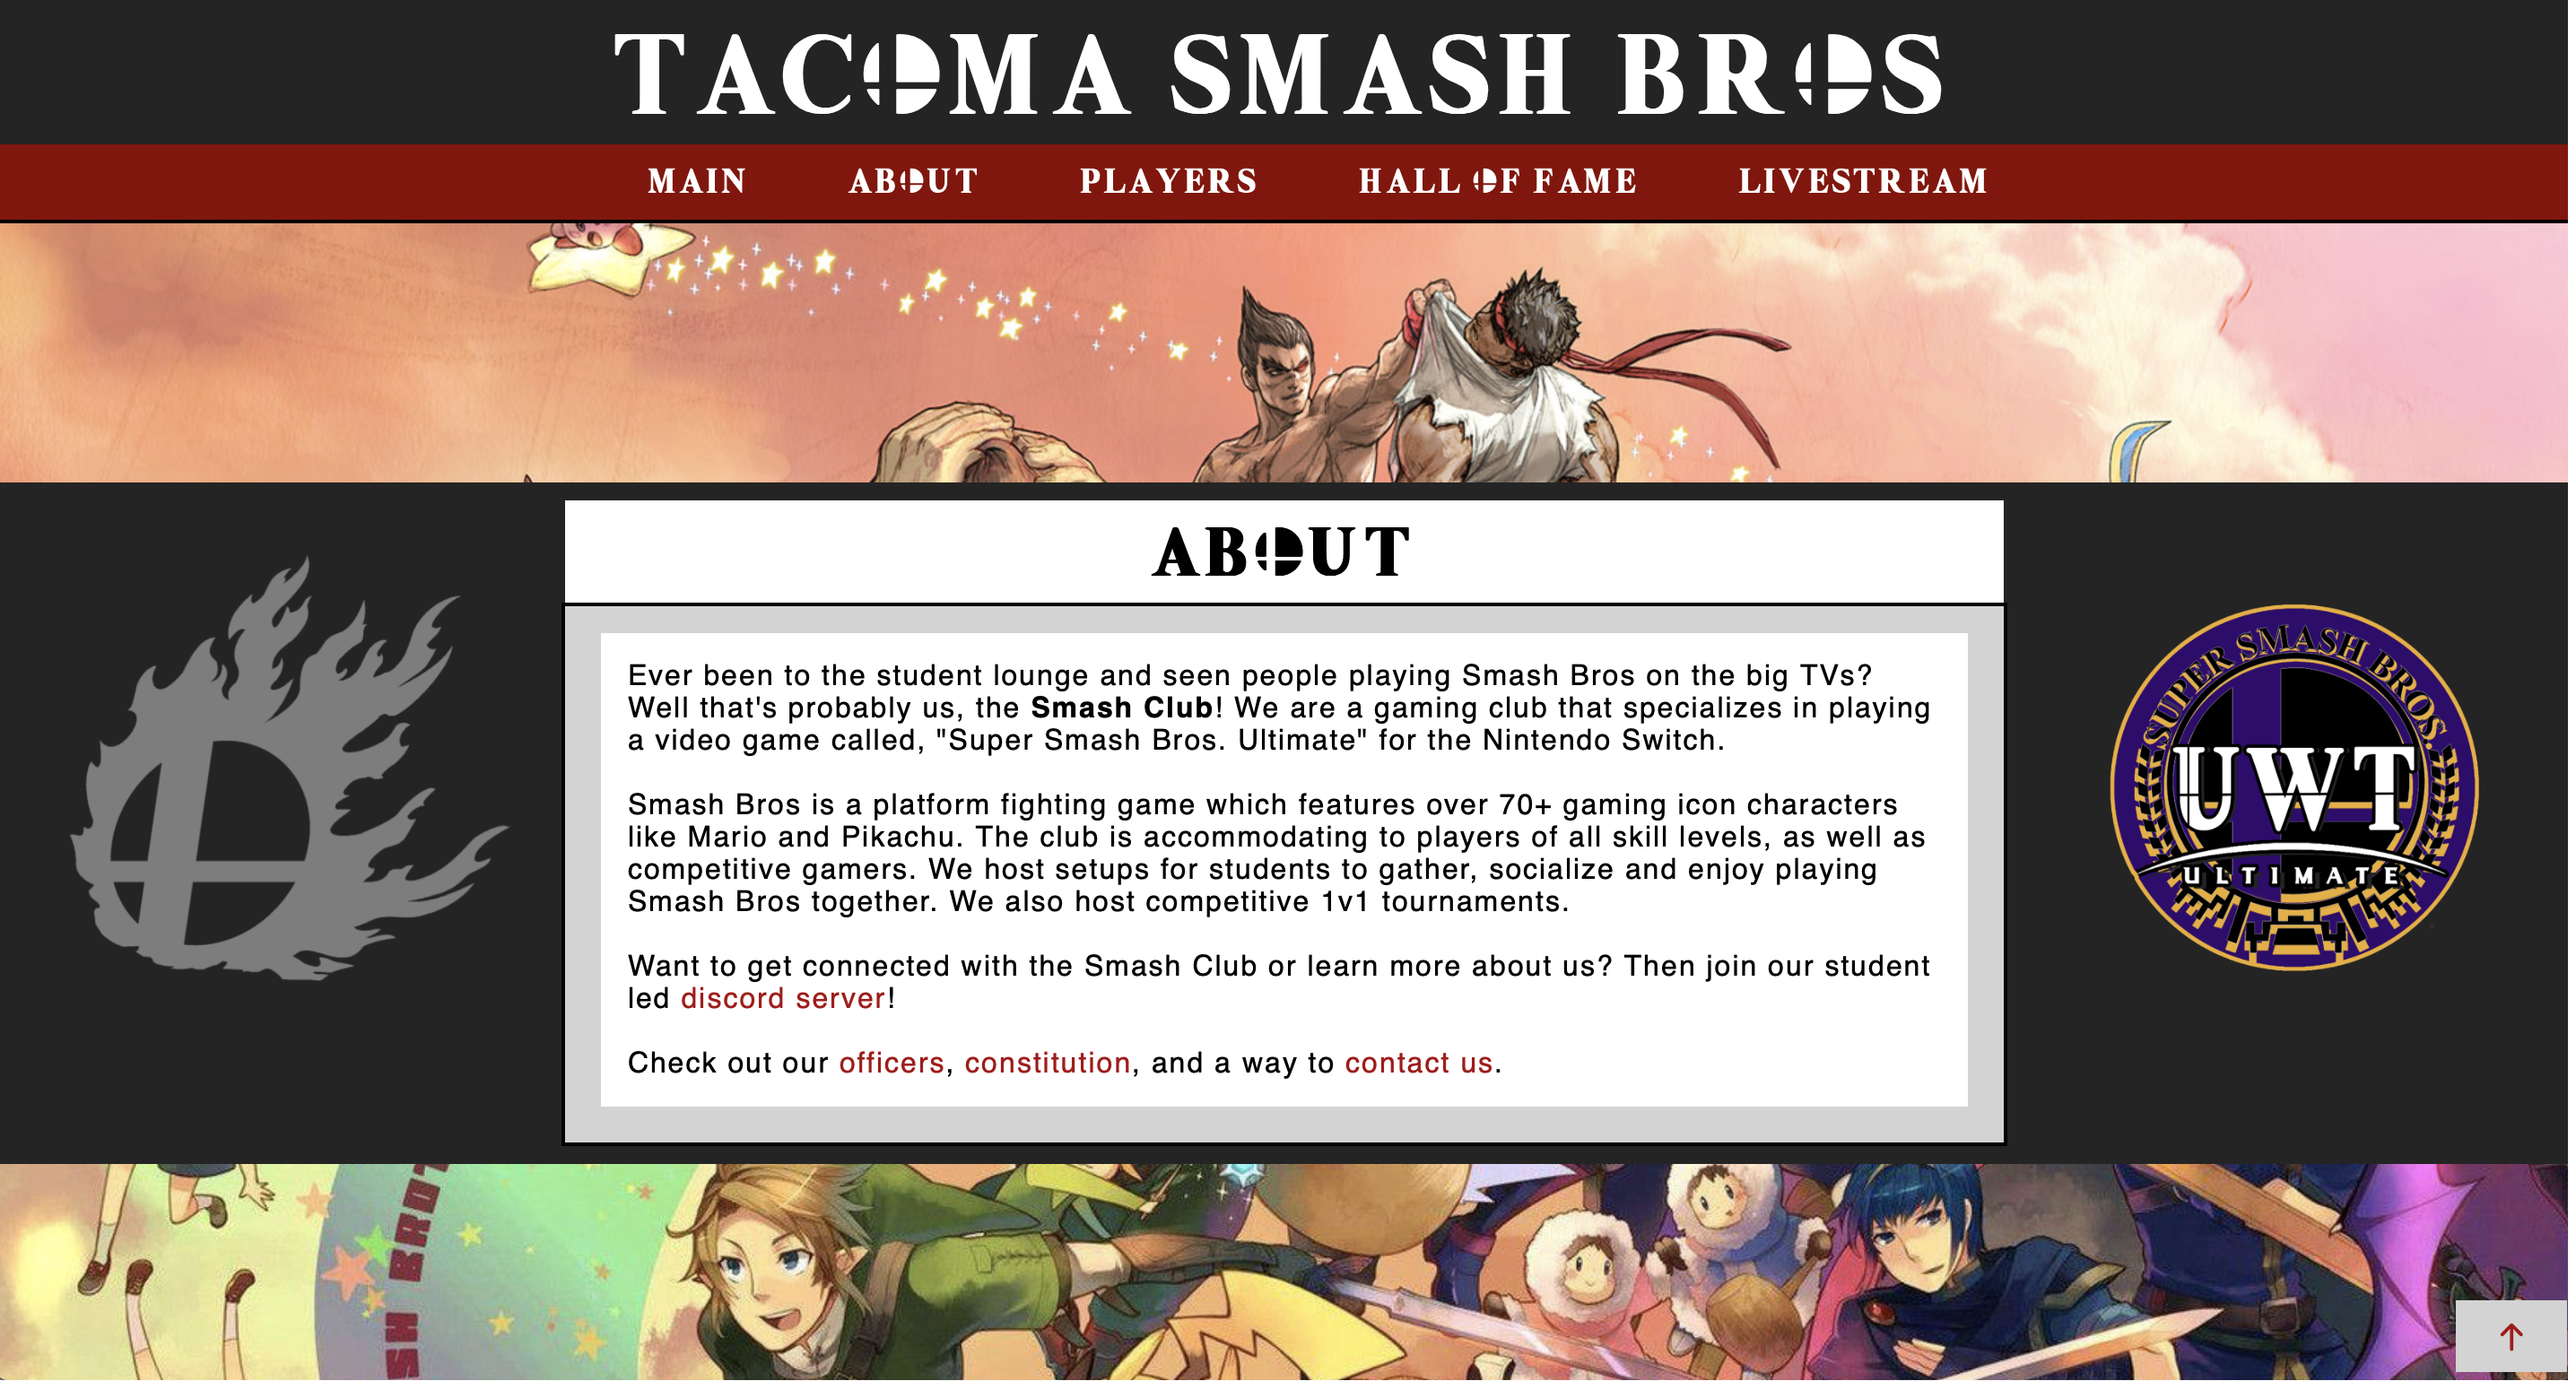 TACOMA SMASH BROS
MAIN ABOUT PLAYERS HALL OF FAME LIVESTREAM
ABOUT
Ever been to the student lounge and seen people playing Smash Bros on the big TVs?
Well that's probably us, the Smash Club! We are a gaming club that specializes in playing
a video game called, "Super Smash Bros. Ultimate" for the Nintendo Switch.
Smash Bros is a platform fighting game which features over 70+ gaming icon characters
like Mario and Pikachu. The club is accommodating to players of all skill levels, as well as
competitive gamers. We host setups for students to gather, socialize and enjoy playing
Smash Bros together. We also host competitive 1v1 tournaments.
Want to get connected with the Smash Club or learn more about us? Then join our student
led discord server!
Check out our officers, constitution, and a way to contact us.
SUPER SMASH BROS.
UWT
ULTIMATE